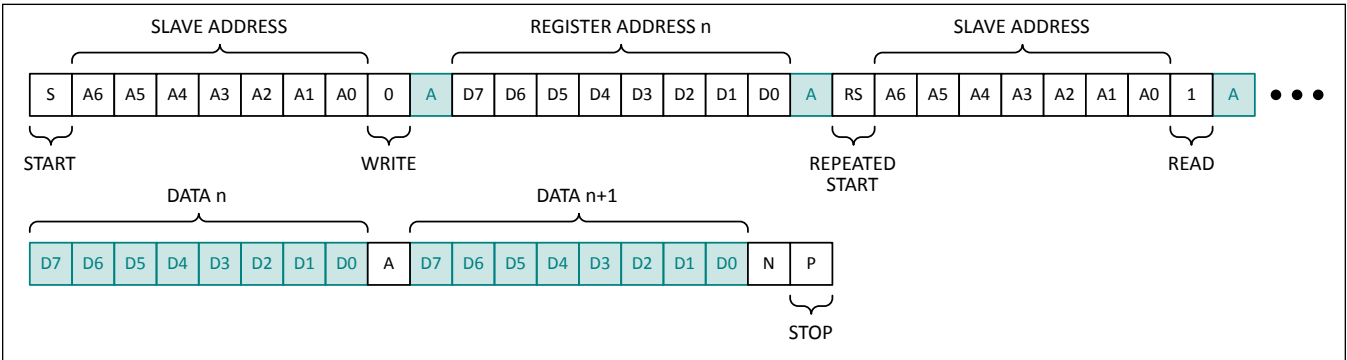 SLAVE ADDRESS REGISTER ADDRESS n SLAVE ADDRESS
S A6 A5 A4 A3 A2 A1 A0 0 A D7 D6 D5 D4 D3 D2 D1 D0 A RS A6 A5 A4 A3 A2 A1 A0 1 A •••
START WRITE REPEATED START READ
DATA n DATA n+1
D7 D6 D5 D4 D3 D2 D1 D0 A D7 D6 D5 D4 D3 D2 D1 D0 N P
STOP